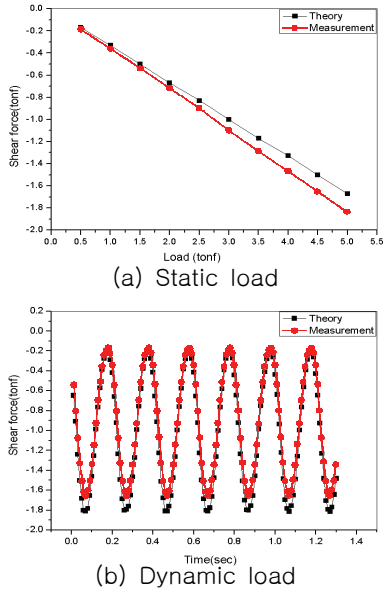 0.0
-0.2
-0.4
-0.6
-0.8
-1.0
-1.2
-1.4
-1.6
-1.8
-2.0
Shear force(tonf)
Theory
Measurement
0.0 0.5 1.0 1.5 2.0 2.5 3.0 3.5 4.0 4.5 5.0 5.5
Load (tonf)
(a) Static load
0.2
0.0
-0.2
-0.4
-0.6
-0.8
-1.0
-1.2
-1.4
-1.6
-1.8
-2.0
Shear force(tonf)
Theory
Measurement
0.0 0.2 0.4 0.6 0.8 1.0 1.2 1.4
Time(sec)
(b) Dynamic load